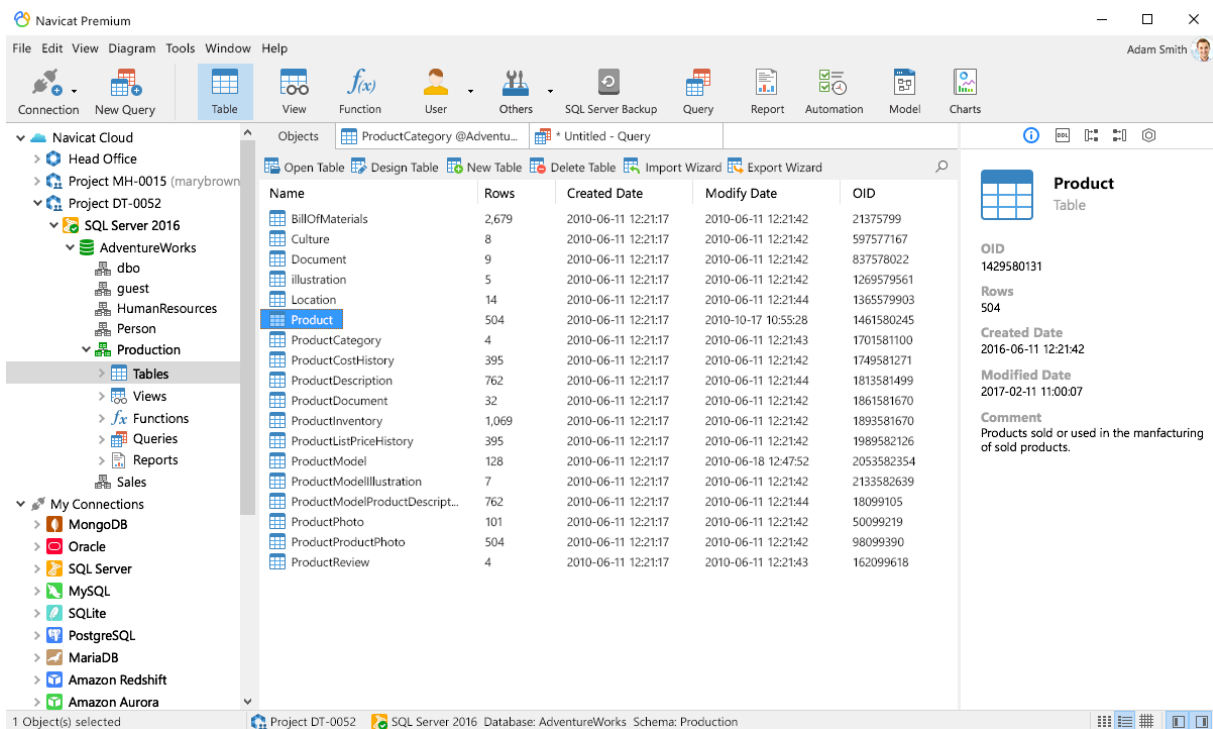 Navicat Premium
File Edit View Diagram Tools Window Help
Adam Smith
Connection New Query Table View Function User Others SQL Server Backup Query Report Automation Model Charts
Navicat Cloud
Head Office
Project MH-0015 (marybrown
Project DT-0052
SQL Server 2016
AdventureWorks
dbo
guest
HumanResources
Person
Production
Tables
Views
Functions
Queries
Reports
Sales
My Connections
MongoDB
Oracle
SQL Server
MySQL
SQLite
PostgreSQL
MariaDB
Amazon Redshift
Amazon Aurora
Objects ProductCategory @Adventu... * Untitled - Query
Open Table Design Table New Table Delete Table Import Wizard Export Wizard
Name Rows Created Date Modify Date OID
BillOfMaterials 2,679 2010-06-11 12:21:17 2010-06-11 12:21:42 21375799
Culture 8 2010-06-11 12:21:17 2010-06-11 12:21:42 597577167
Document 9 2010-06-11 12:21:17 2010-06-11 12:21:42 837578022
illustration 5 2010-06-11 12:21:17 2010-06-11 12:21:42 1269579561
Location 14 2010-06-11 12:21:17 2010-06-11 12:21:44 1365579903
Product 504 2010-06-11 12:21:17 2010-10-17 10:55:28 1461580245
ProductCategory 4 2010-06-11 12:21:17 2010-06-11 12:21:43 1701581100
ProductCostHistory 395 2010-06-11 12:21:17 2010-06-11 12:21:42 1749581271
ProductDescription 762 2010-06-11 12:21:17 2010-06-11 12:21:44 1813581499
ProductDocument 32 2010-06-11 12:21:17 2010-06-11 12:21:42 1861581670
ProductInventory 1,069 2010-06-11 12:21:17 2010-06-11 12:21:42 1893581670
ProductListPriceHistory 395 2010-06-11 12:21:17 2010-06-11 12:21:42 1989582126
ProductModel 128 2010-06-11 12:21:17 2010-06-18 12:47:52 2053582354
ProductModelIllustration 7 2010-06-11 12:21:17 2010-06-11 12:21:42 2133582639
ProductModelProductDescript... 762 2010-06-11 12:21:17 2010-06-11 12:21:44 18099105
ProductPhoto 101 2010-06-11 12:21:17 2010-06-11 12:21:42 50099219
ProductProductPhoto 504 2010-06-11 12:21:17 2010-06-11 12:21:42 98099390
ProductReview 4 2010-06-11 12:21:17 2010-06-11 12:21:43 162099618
DDL
Product
Table
OID
1429580131
Rows
504
Created Date
2016-06-11 12:21:42
Modified Date
2017-02-11 11:00:07
Comment
Products sold or used in the manfacturing
of sold products.
1 Object(s) selected Project DT-0052 SQL Server 2016 Database: AdventureWorks Schema: Production